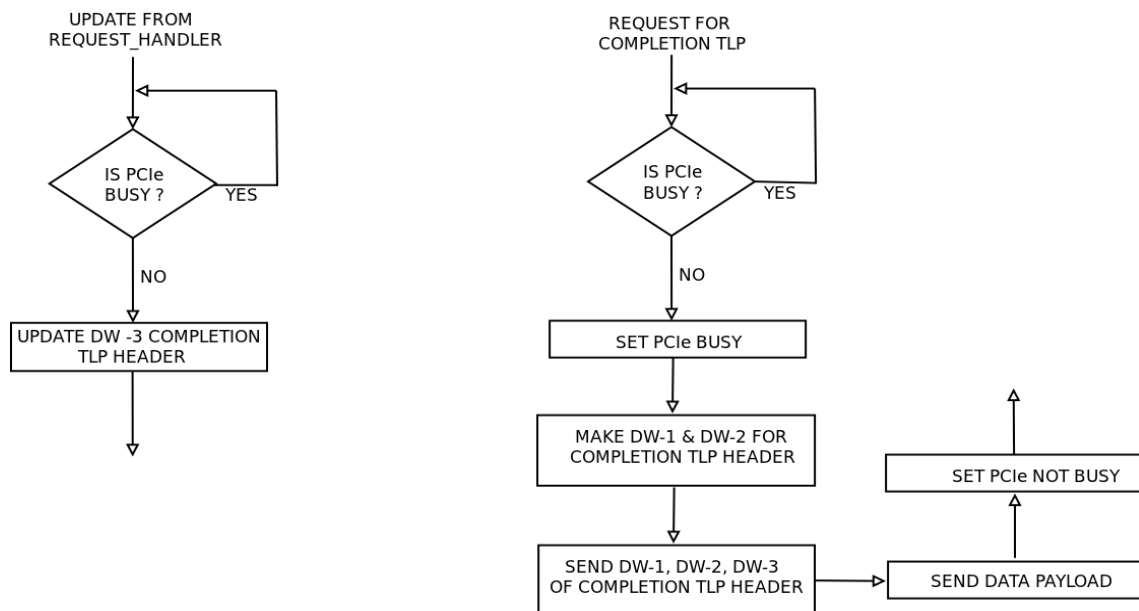 UPDATE FROM
REQUEST_HANDLER
IS PCIe
BUSY ?
YES
NO
UPDATE DW -3 COMPLETION
TLP HEADER
REQUEST FOR
COMPLETION TLP
IS PCIe
BUSY ?
YES
NO
SET PCIe BUSY
MAKE DW-1 & DW-2 FOR
COMPLETION TLP HEADER
SEND DW-1, DW-2, DW-3
OF COMPLETION TLP HEADER
SEND DATA PAYLOAD
SET PCIe NOT BUSY